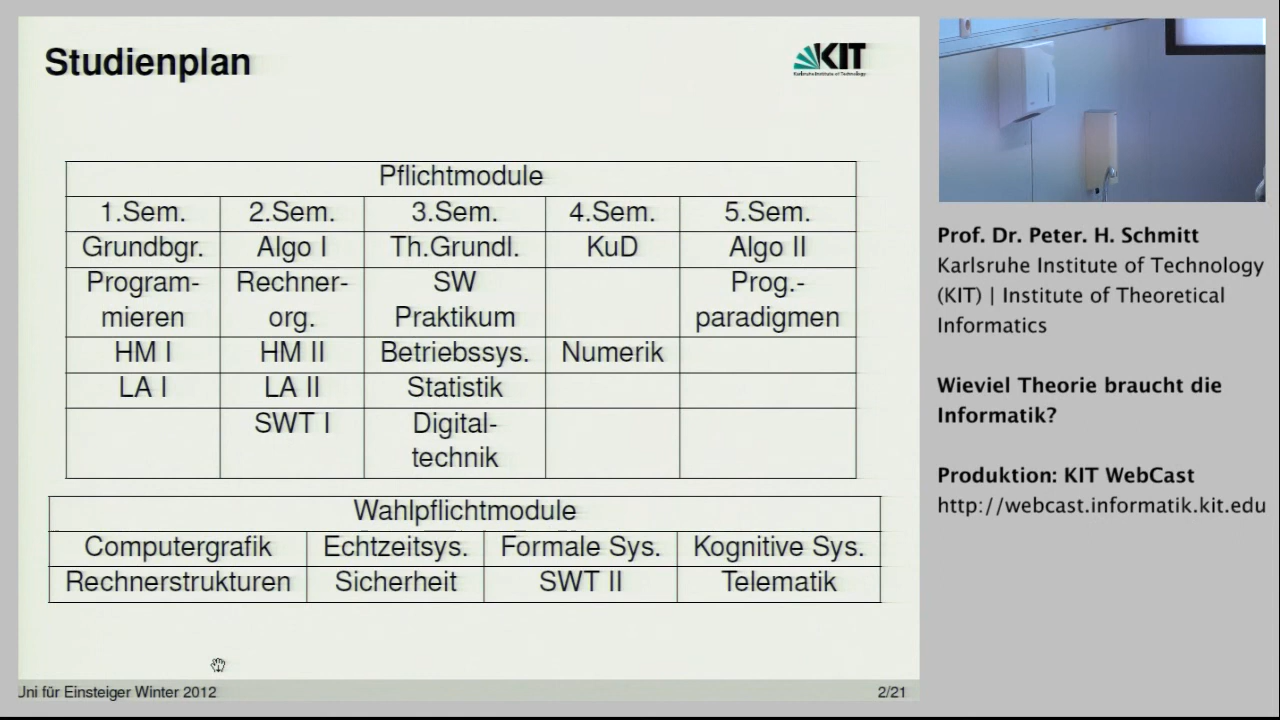 Studienplan
KIT
Karlsruhe Institute of Technology
Pflichtmodule
1.Sem. 2.Sem. 3.Sem. 4.Sem. 5.Sem.
Grundbgr. Algo I Th.Grundl. KuD Algo II
Program- Rechner- SW Prog.-
mieren org. Praktikum paradigmen
HM I HM II Betriebssys. Numerik
LA I LA II Statistik
SWT I Digital-
technik
Wahlpflichtmodule
Computergrafik Echtzeitsys. Formale Sys. Kognitive Sys.
Rechnerstrukturen Sicherheit SWT II Telematik
Uni für Einsteiger Winter 2012 2/21
Prof. Dr. Peter. H. Schmitt
Karlsruhe Institute of Technology
(KIT) | Institute of Theoretical
Informatics
Wieviel Theorie braucht die
Informatik?
Produktion: KIT WebCast
http://webcast.informatik.kit.edu